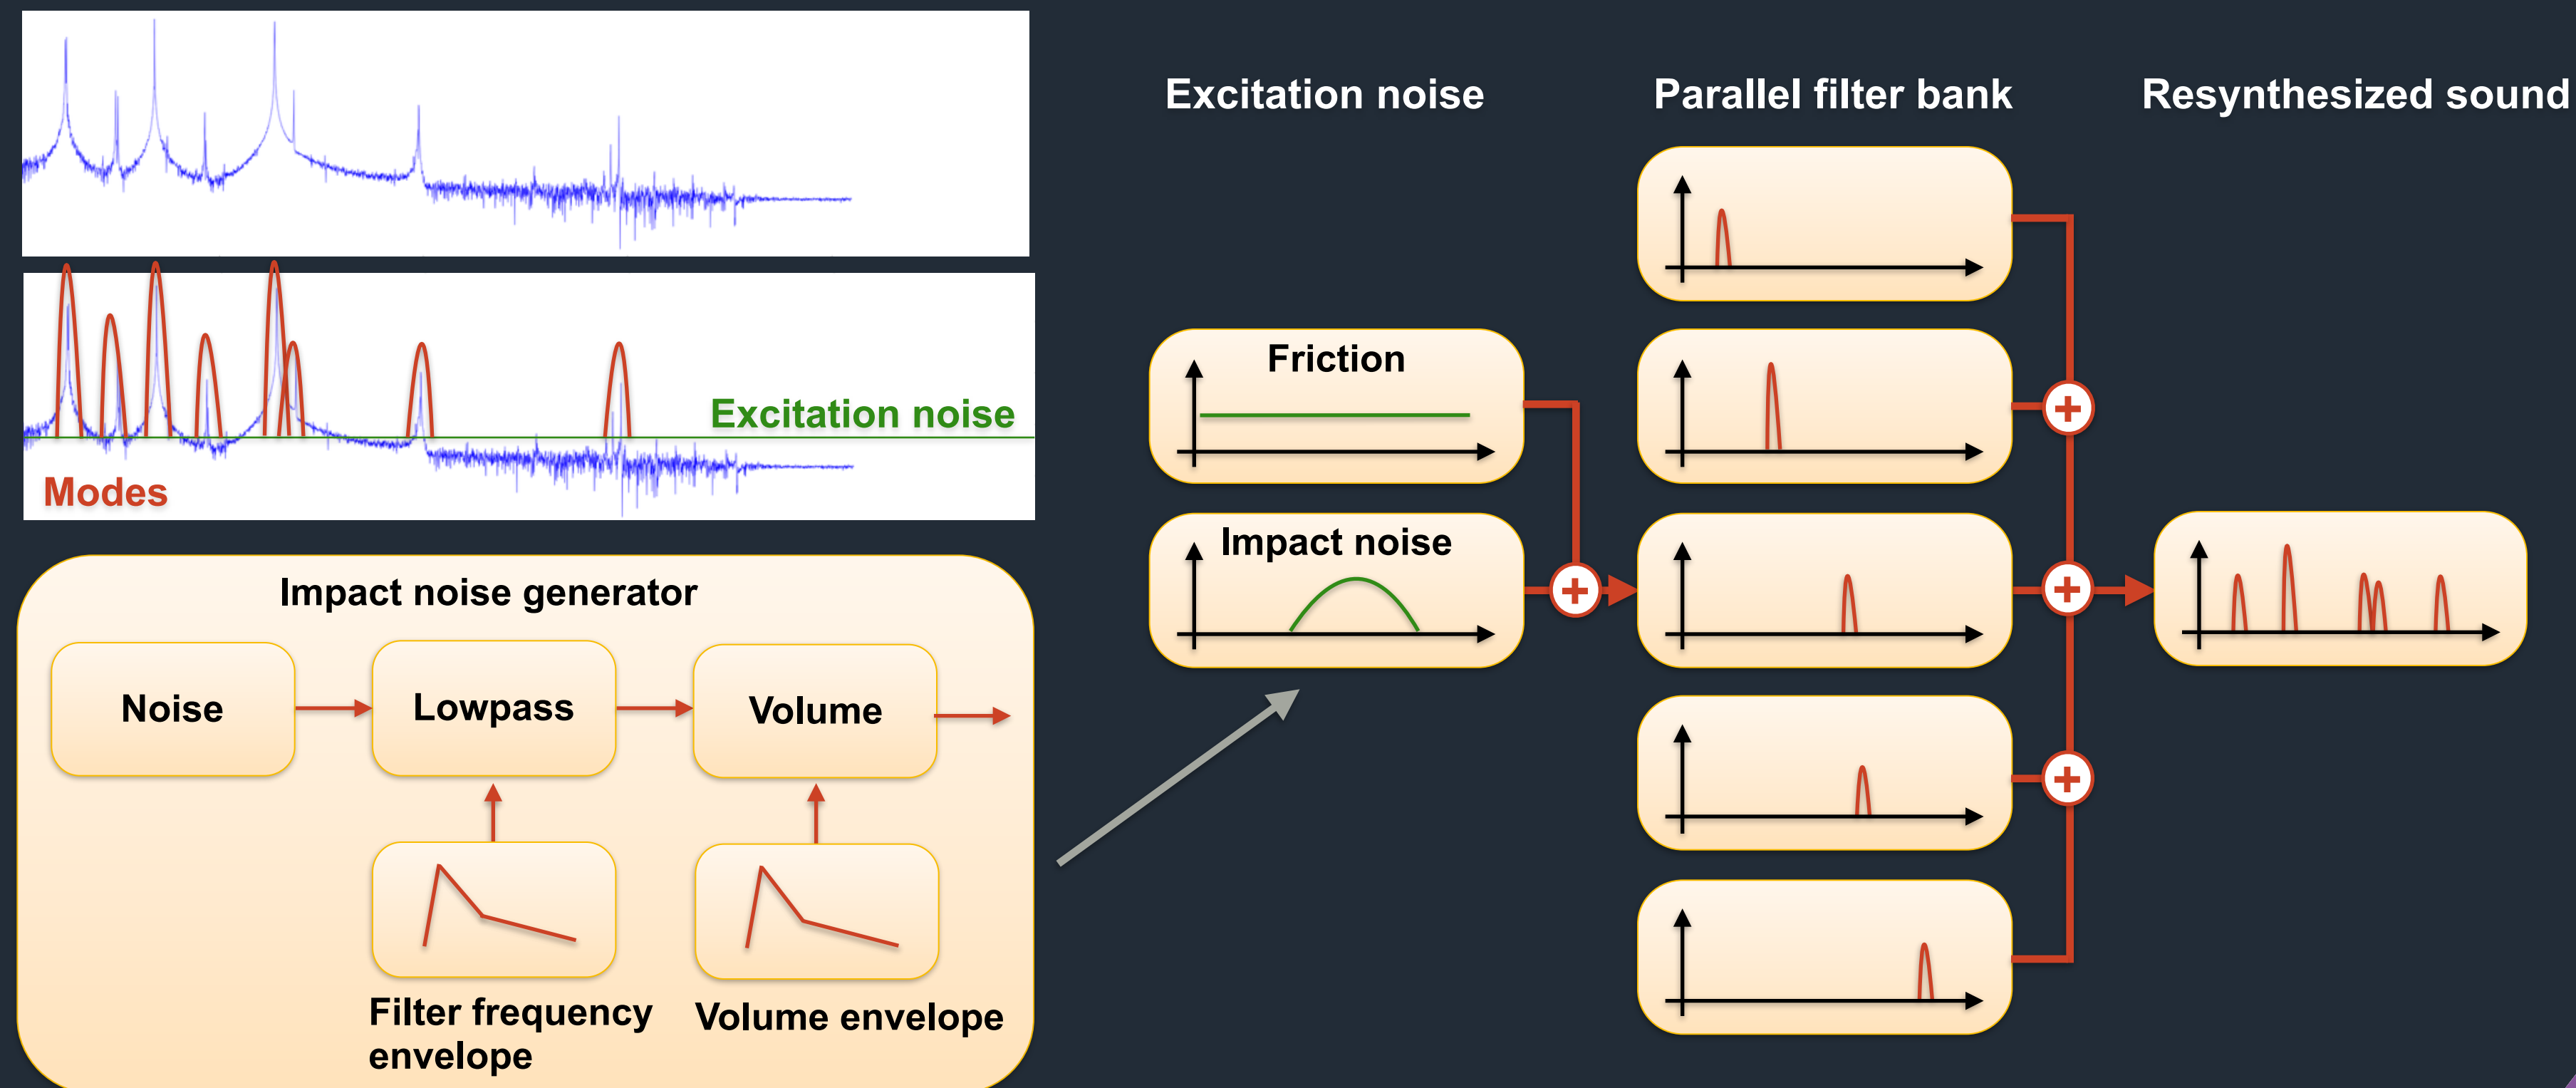 Excitation noise
Modes
Impact noise generator
Noise
Lowpass
Volume
Filter frequency
envelope
Volume envelope
Excitation noise
Friction
Impact noise
Parallel filter bank
Resynthesized sound